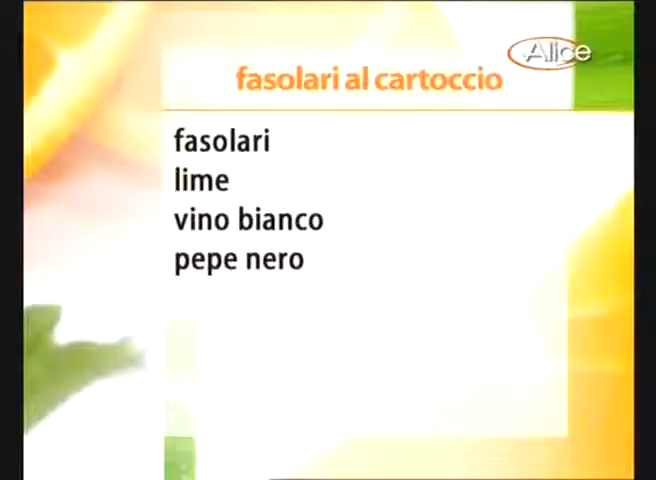 Alice
fasolari al cartoccio
fasolari
lime
vino bianco
pepe nero